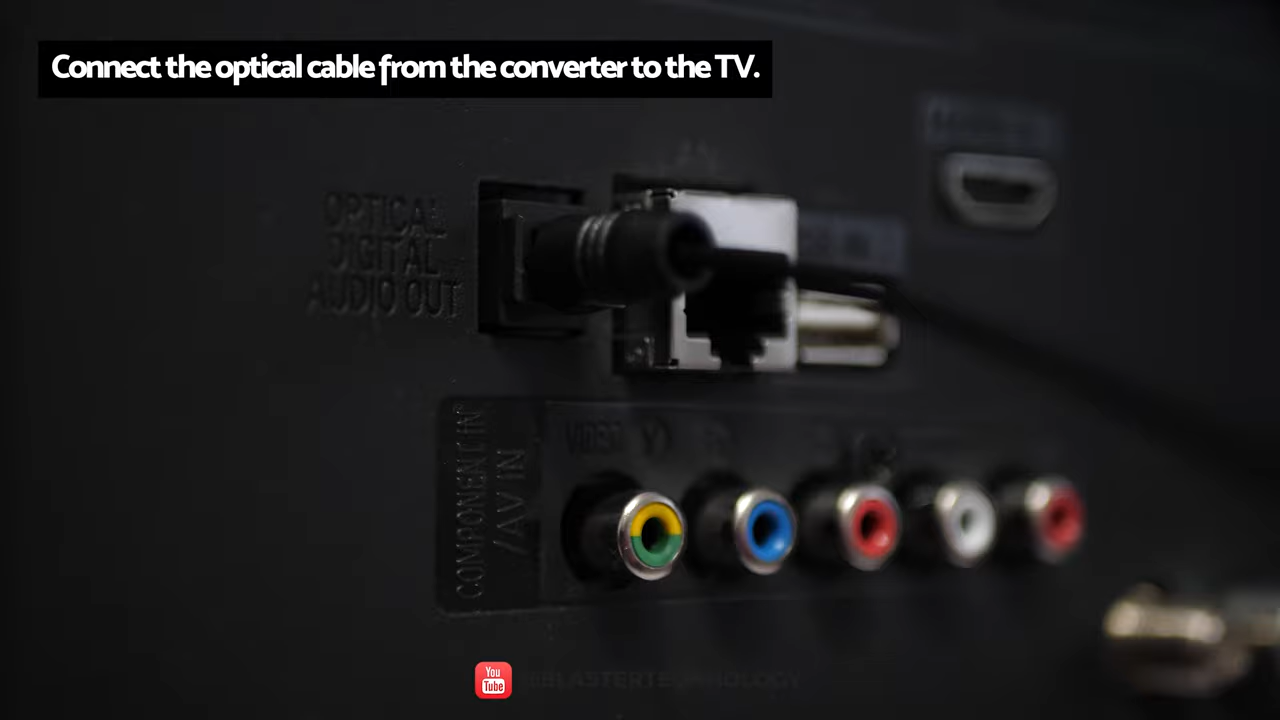 Connect the optical cable from the converter to the TV.
OPTICAL
DIGITAL
AUDIO OUT
COMPONENT IN
/AV IN
VIDEO Y
You
Tube